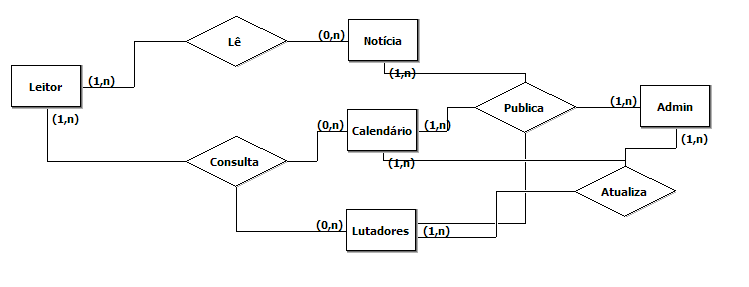 Lê
(0,n)
Notícia
Leitor
(1,n)
(1,n)
(1,n)
(0,n)
Calendário
(1,n)
Publica
(1,n)
Admin
(1,n)
Consulta
(1,n)
(1,n)
Atualiza
(0,n)
Lutadores
(1,n)